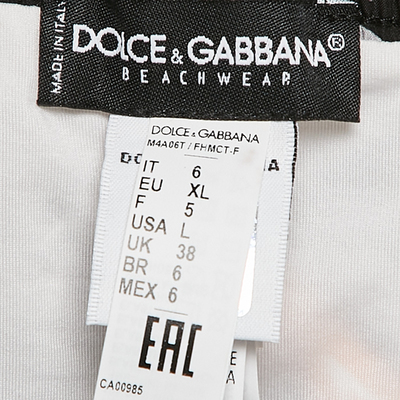 MADE IN ITALY
DOLCE & GABBANA®
BEACHWEAR
DOLCE & GABBANA
M4A06T / FHMCT-F
IT 6
EU XL
F 5
USA L
UK 38
BR 6
MEX 6
EAC
CA00985